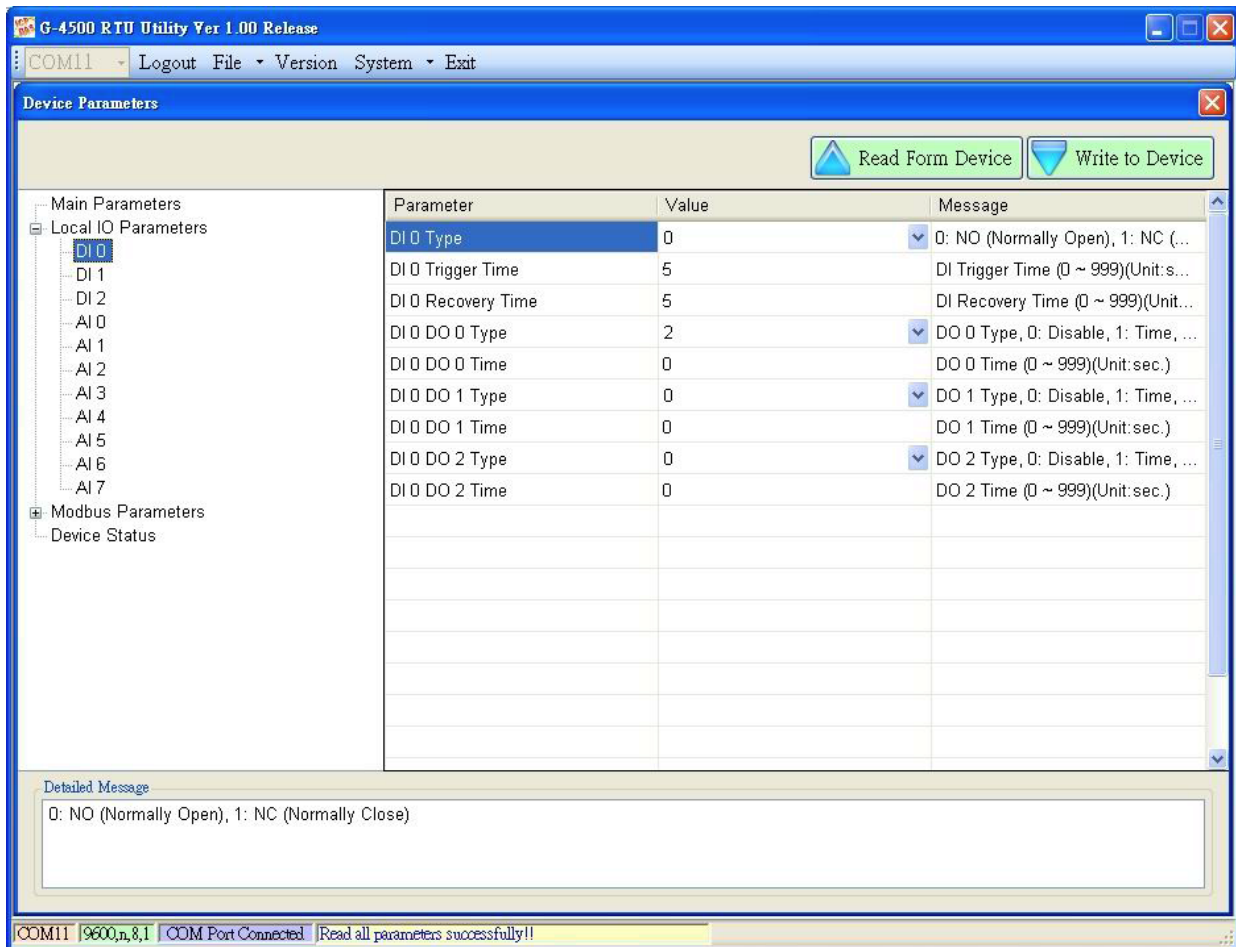 G-4500 RTU Utility Ver 1.00 Release
COM11 Logout File Version System Exit
Device Parameters
Read Form Device Write to Device
Main Parameters
Local IO Parameters
DI 0
DI 1
DI 2
AI 0
AI 1
AI 2
AI 3
AI 4
AI 5
AI 6
AI 7
Modbus Parameters
Device Status
Parameter Value Message
DI 0 Type 0 0: NO (Normally Open), 1: NC (...
DI 0 Trigger Time 5 DI Trigger Time (0 ~ 999)(Unit:s...
DI 0 Recovery Time 5 DI Recovery Time (0 ~ 999)(Unit...
DI 0 DO 0 Type 2 DO 0 Type, 0: Disable, 1: Time, ...
DI 0 DO 0 Time 0 DO 0 Time (0 ~ 999)(Unit:sec.)
DI 0 DO 1 Type 0 DO 1 Type, 0: Disable, 1: Time, ...
DI 0 DO 1 Time 0 DO 1 Time (0 ~ 999)(Unit:sec.)
DI 0 DO 2 Type 0 DO 2 Type, 0: Disable, 1: Time, ...
DI 0 DO 2 Time 0 DO 2 Time (0 ~ 999)(Unit:sec.)
Detailed Message
0: NO (Normally Open), 1: NC (Normally Close)
COM11 9600,n,8,1 COM Port Connected Read all parameters successfully!!